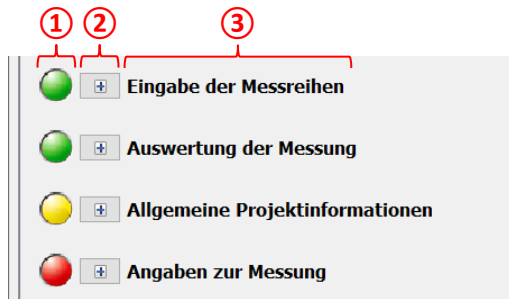 1 2 3
Eingabe der Messreihen
Auswertung der Messung
Allgemeine Projektinformationen
Angaben zur Messung